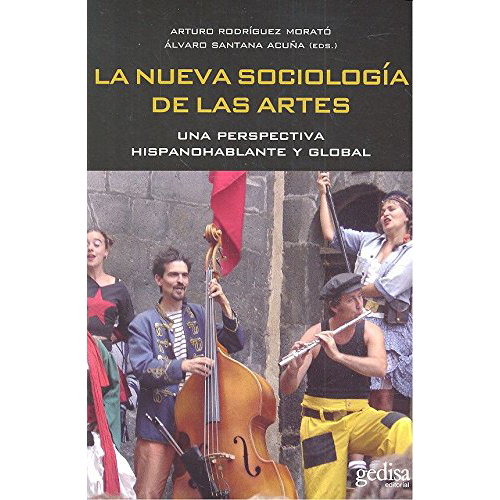 ARTURO RODRÍGUEZ MORATÓ
ÁLVARO SANTANA ACUÑA (EDS.)
LA NUEVA SOCIOLOGÍA
DE LAS ARTES
UNA PERSPECTIVA
HISPANOHABLANTE Y GLOBAL
gedisa
editorial